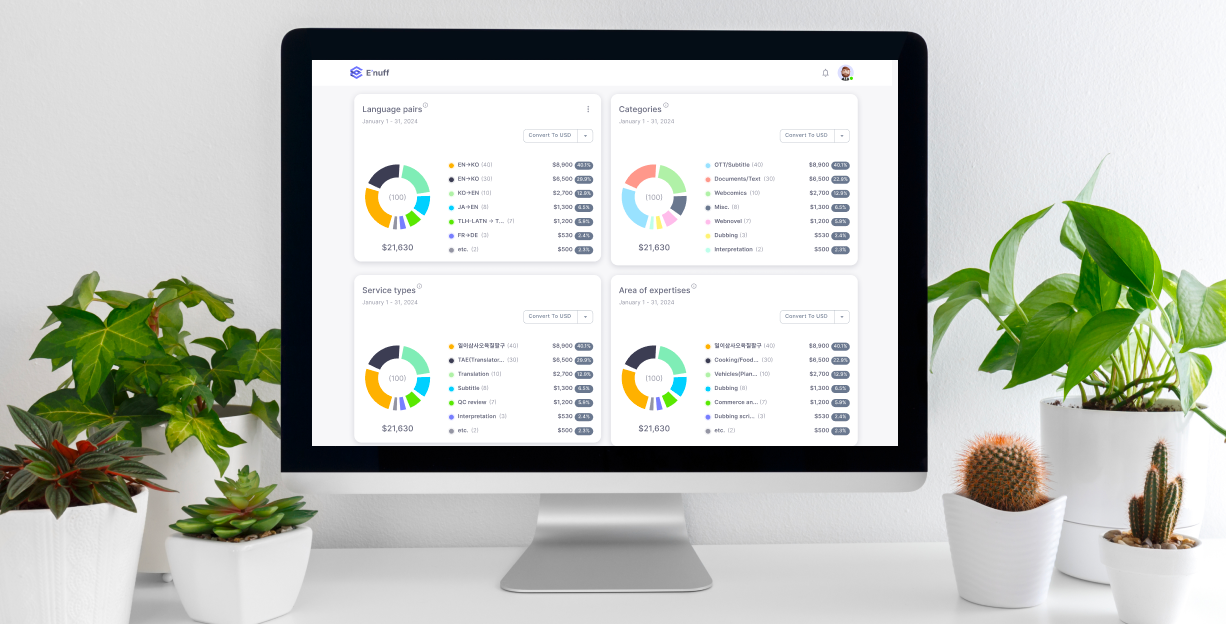 E'nuff
Language pairs
January 1 - 31, 2024
Convert To USD
(100)
$21,630
EN→KO (40) $8,900 40.1%
EN→KO (30) $6,500 29.9%
KO→EN (10) $2,700 12.9%
JA→EN (8) $1,300 6.5%
TLH-LATN → T... (7) $1,200 5.9%
FR→DE (3) $530 2.4%
etc. (2) $500 2.3%
Categories
January 1 - 31, 2024
Convert To USD
(100)
$21,630
OTT/Subtitle (40) $8,900 40.1%
Documents/Text (30) $6,500 22.9%
Webcomics (10) $2,700 12.9%
Misc. (8) $1,300 6.5%
Webnovel (7) $1,200 5.9%
Dubbing (3) $530 2.4%
Interpretation (2) $500 2.3%
Service types
January 1 - 31, 2024
Convert To USD
(100)
$21,630
일이삼사오육칠팔구 (40) $8,900 40.1%
TAE(Translator... (30) $6,500 29.9%
Translation (10) $2,700 12.9%
Subtitle (8) $1,300 6.5%
QC review (7) $1,200 5.9%
Interpretation (3) $530 2.4%
etc. (2) $500 2.3%
Area of expertises
January 1 - 31, 2024
Convert To USD
(100)
$21,630
일이삼사오육칠팔구 (40) $8,900 40.1%
Cooking/Food... (30) $6,500 22.9%
Vehicles(Plan... (10) $2,700 12.9%
Dubbing (8) $1,300 6.5%
Commerce an... (7) $1,200 5.9%
Dubbing scri... (3) $530 2.4%
etc. (2) $500 2.3%